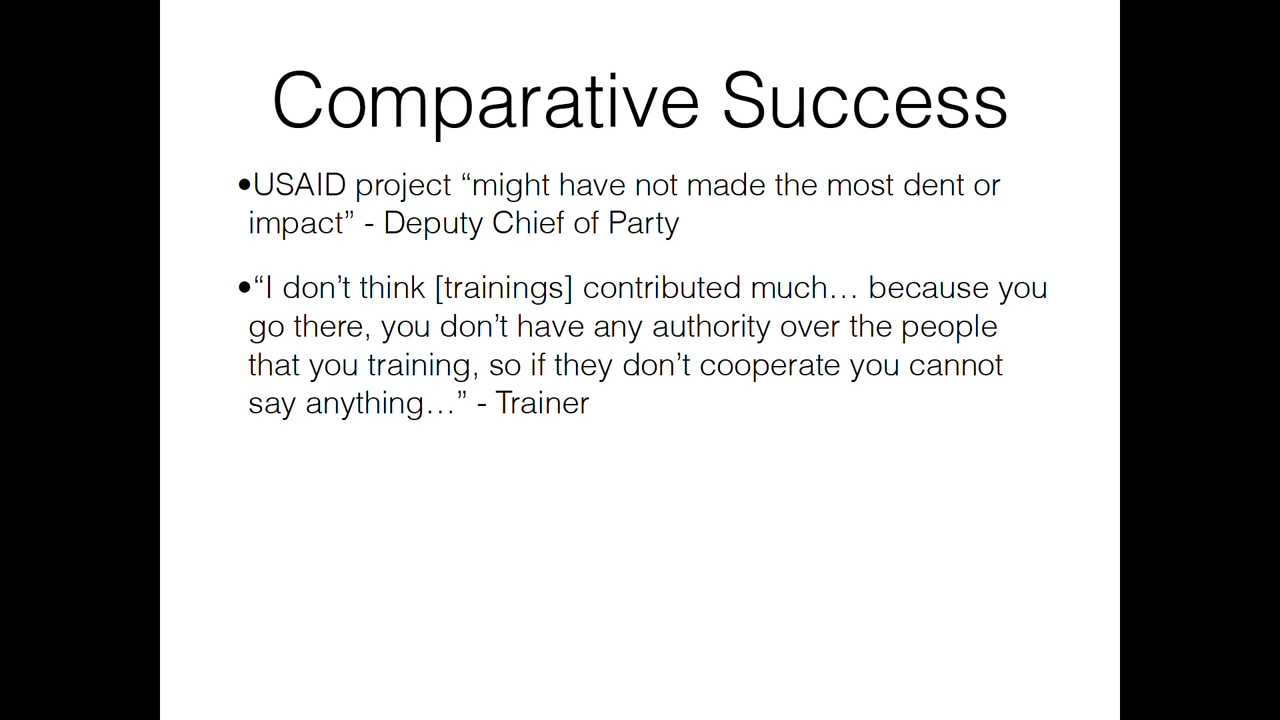 Comparative Success
•USAID project “might have not made the most dent or
impact” - Deputy Chief of Party
•“I don’t think [trainings] contributed much… because you
go there, you don’t have any authority over the people
that you training, so if they don’t cooperate you cannot
say anything…” - Trainer